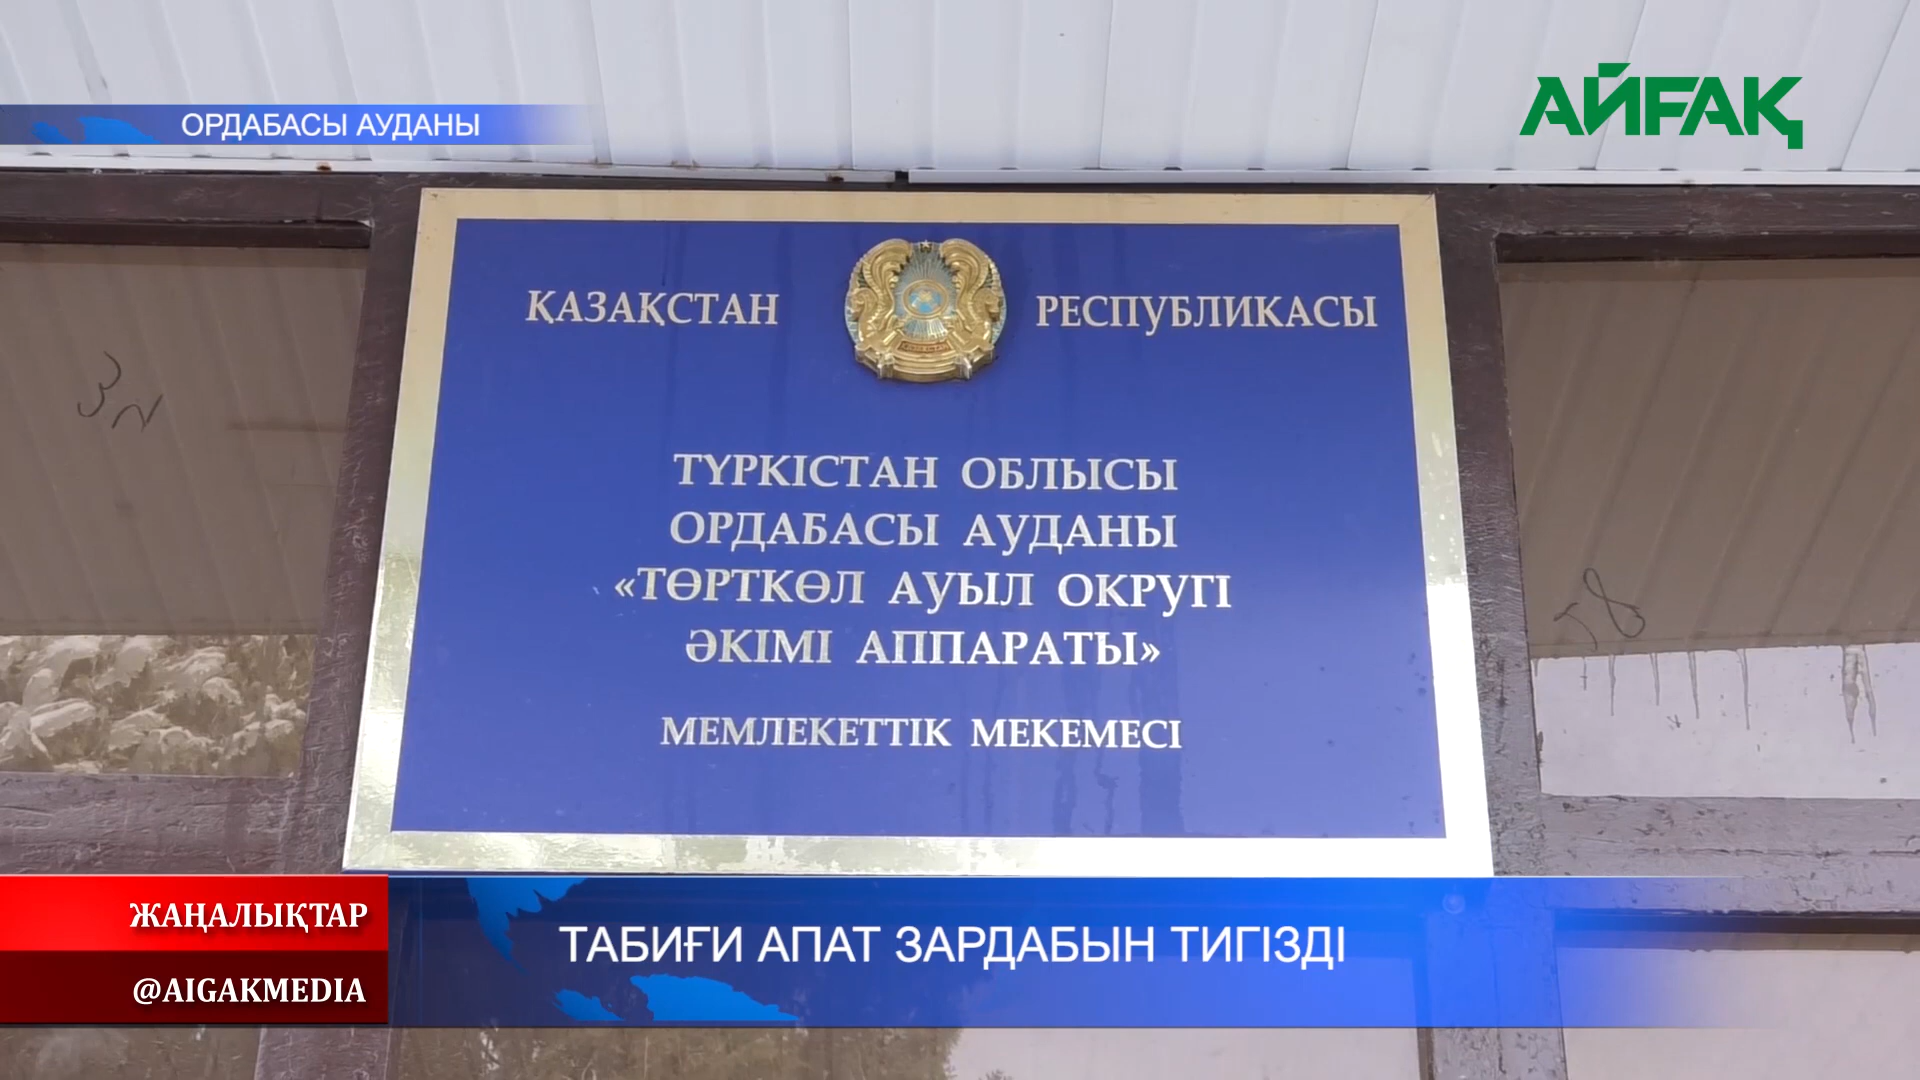 АЙҒАҚ
ОРДАБАСЫ АУДАНЫ
ҚАЗАҚСТАН РЕСПУБЛИКАСЫ
ТҮРКІСТАН ОБЛЫСЫ
ОРДАБАСЫ АУДАНЫ
«ТӨРТКӨЛ АУЫЛ ОКРУГІ
ӘКІМІ АППАРАТЫ»
МЕМЛЕКЕТТІК МЕКЕМЕСІ
ЖАҢАЛЫҚТАР
@AIGAKMEDIA
ТАБИҒИ АПАТ ЗАРДАБЫН ТИГІЗДІ